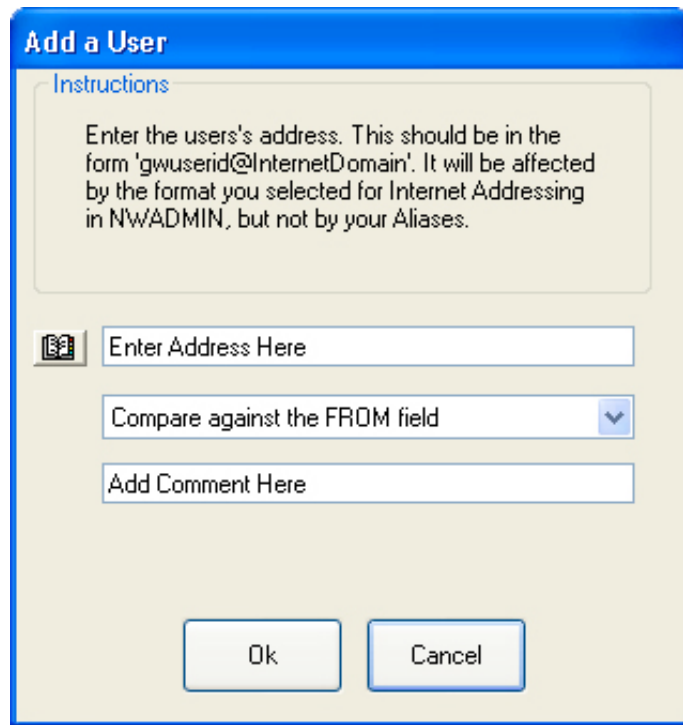 Add a User
Instructions
Enter the users's address. This should be in the
form 'gwuserid@InternetDomain'. It will be affected
by the format you selected for Internet Addressing
in NWADMIN, but not by your Aliases.
Enter Address Here
Compare against the FROM field
Add Comment Here
Ok
Cancel